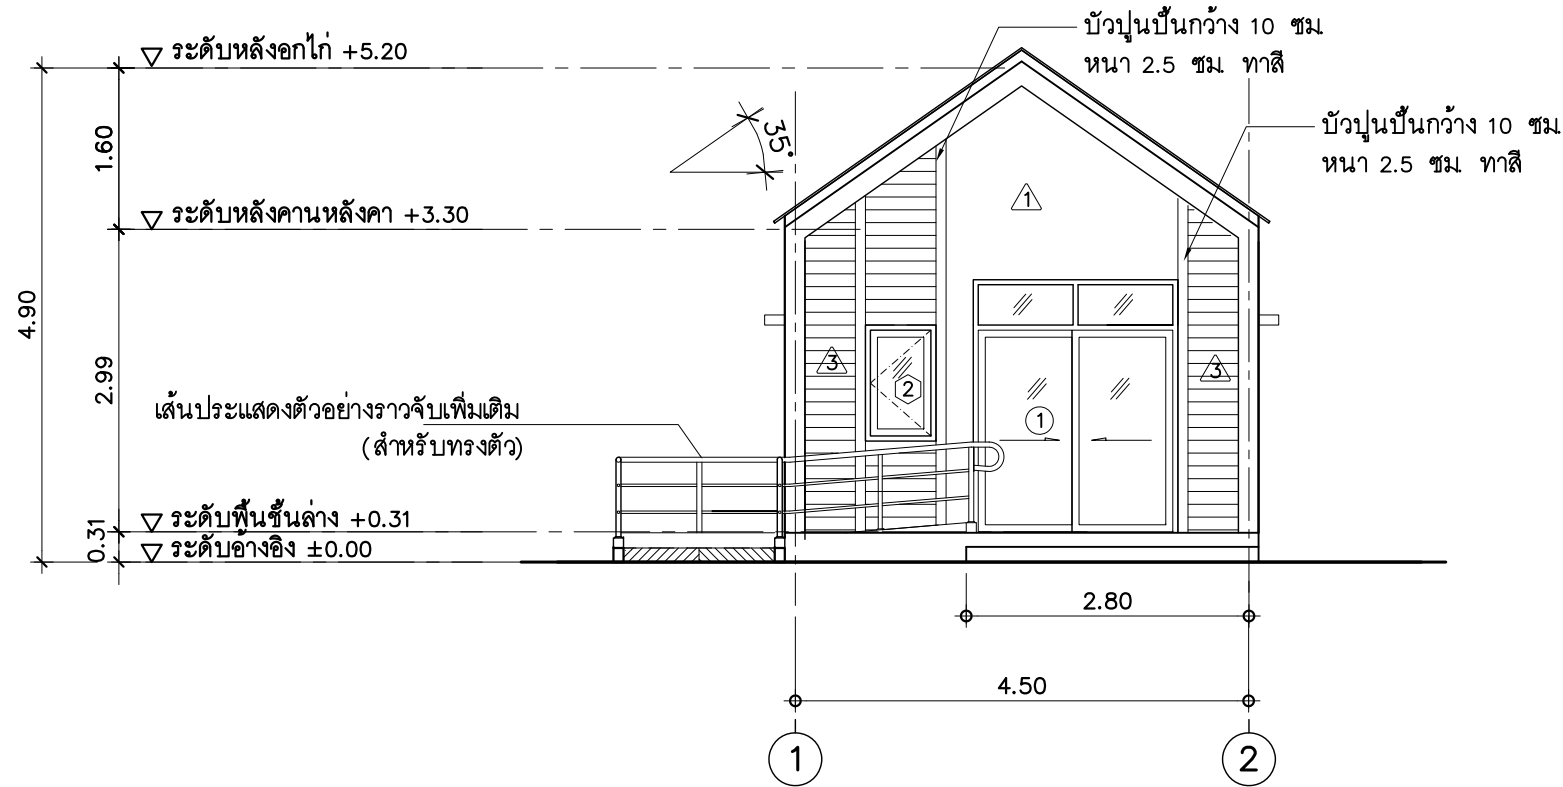 บัวปูนปั้นกว้าง 10 ซม.
หนา 2.5 ซม. ทาสี
ระดับหลังอกไก่ +5.20
บัวปูนปั้นกว้าง 10 ซม.
หนา 2.5 ซม. ทาสี
35°
1.60
1
ระดับหลังคานหลังคา +3.30
4.90
2.99
3
3
2
เส้นประแสดงตัวอย่างราวจับเพิ่มเติม
(สำหรับทรงตัว)
1
ระดับพื้นชั้นล่าง +0.31
0.31
ระดับอ้างอิง ±0.00
2.80
4.50
1
2